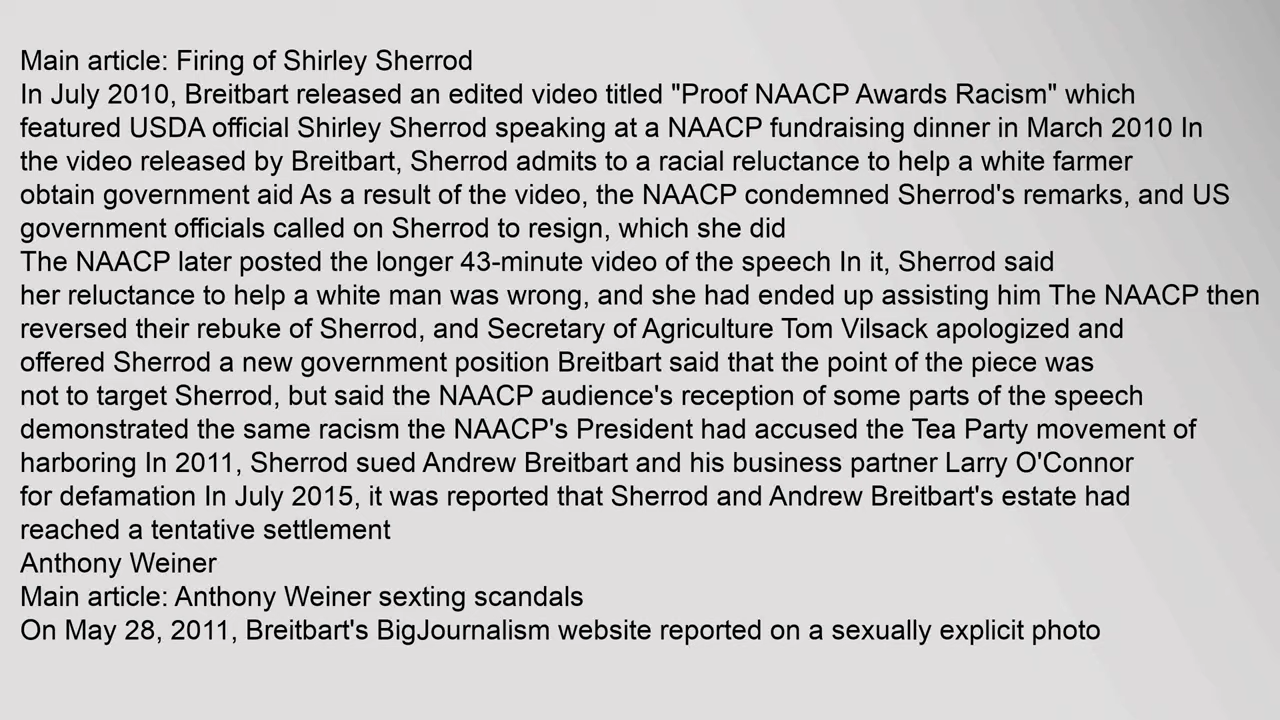 Main article: Firing of Shirley Sherrod
In July 2010, Breitbart released an edited video titled "Proof NAACP Awards Racism" which
featured USDA official Shirley Sherrod speaking at a NAACP fundraising dinner in March 2010 In
the video released by Breitbart, Sherrod admits to a racial reluctance to help a white farmer
obtain government aid As a result of the video, the NAACP condemned Sherrod's remarks, and US
government officials called on Sherrod to resign, which she did
The NAACP later posted the longer 43-minute video of the speech In it, Sherrod said
her reluctance to help a white man was wrong, and she had ended up assisting him The NAACP then
reversed their rebuke of Sherrod, and Secretary of Agriculture Tom Vilsack apologized and
offered Sherrod a new government position Breitbart said that the point of the piece was
not to target Sherrod, but said the NAACP audience's reception of some parts of the speech
demonstrated the same racism the NAACP's President had accused the Tea Party movement of
harboring In 2011, Sherrod sued Andrew Breitbart and his business partner Larry O'Connor
for defamation In July 2015, it was reported that Sherrod and Andrew Breitbart's estate had
reached a tentative settlement
Anthony Weiner
Main article: Anthony Weiner sexting scandals
On May 28, 2011, Breitbart's BigJournalism website reported on a sexually explicit photo